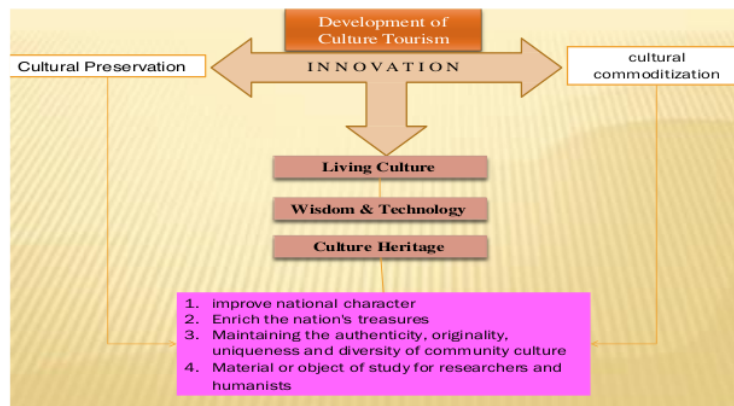 Development of
Culture Tourism
Cultural Preservation
INNOVATION
cultural
commoditization
Living Culture
Wisdom & Technology
Culture Heritage
1. improve national character
2. Enrich the nation's treasures
3. Maintaining the authenticity, originality,
uniqueness and diversity of community culture
4. Material or object of study for researchers and
humanists